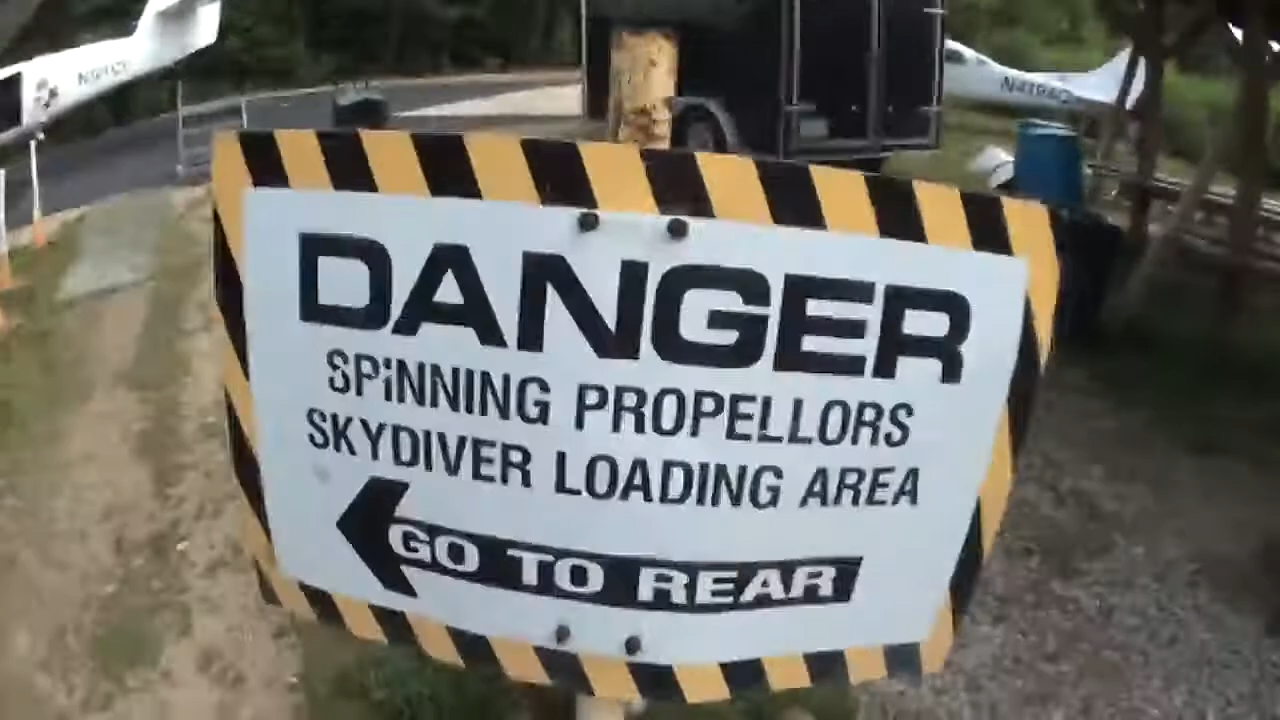 DANGER
SPiNNING PROPELLORS
SKYDIVER LOADING AREA
GO TO REAR